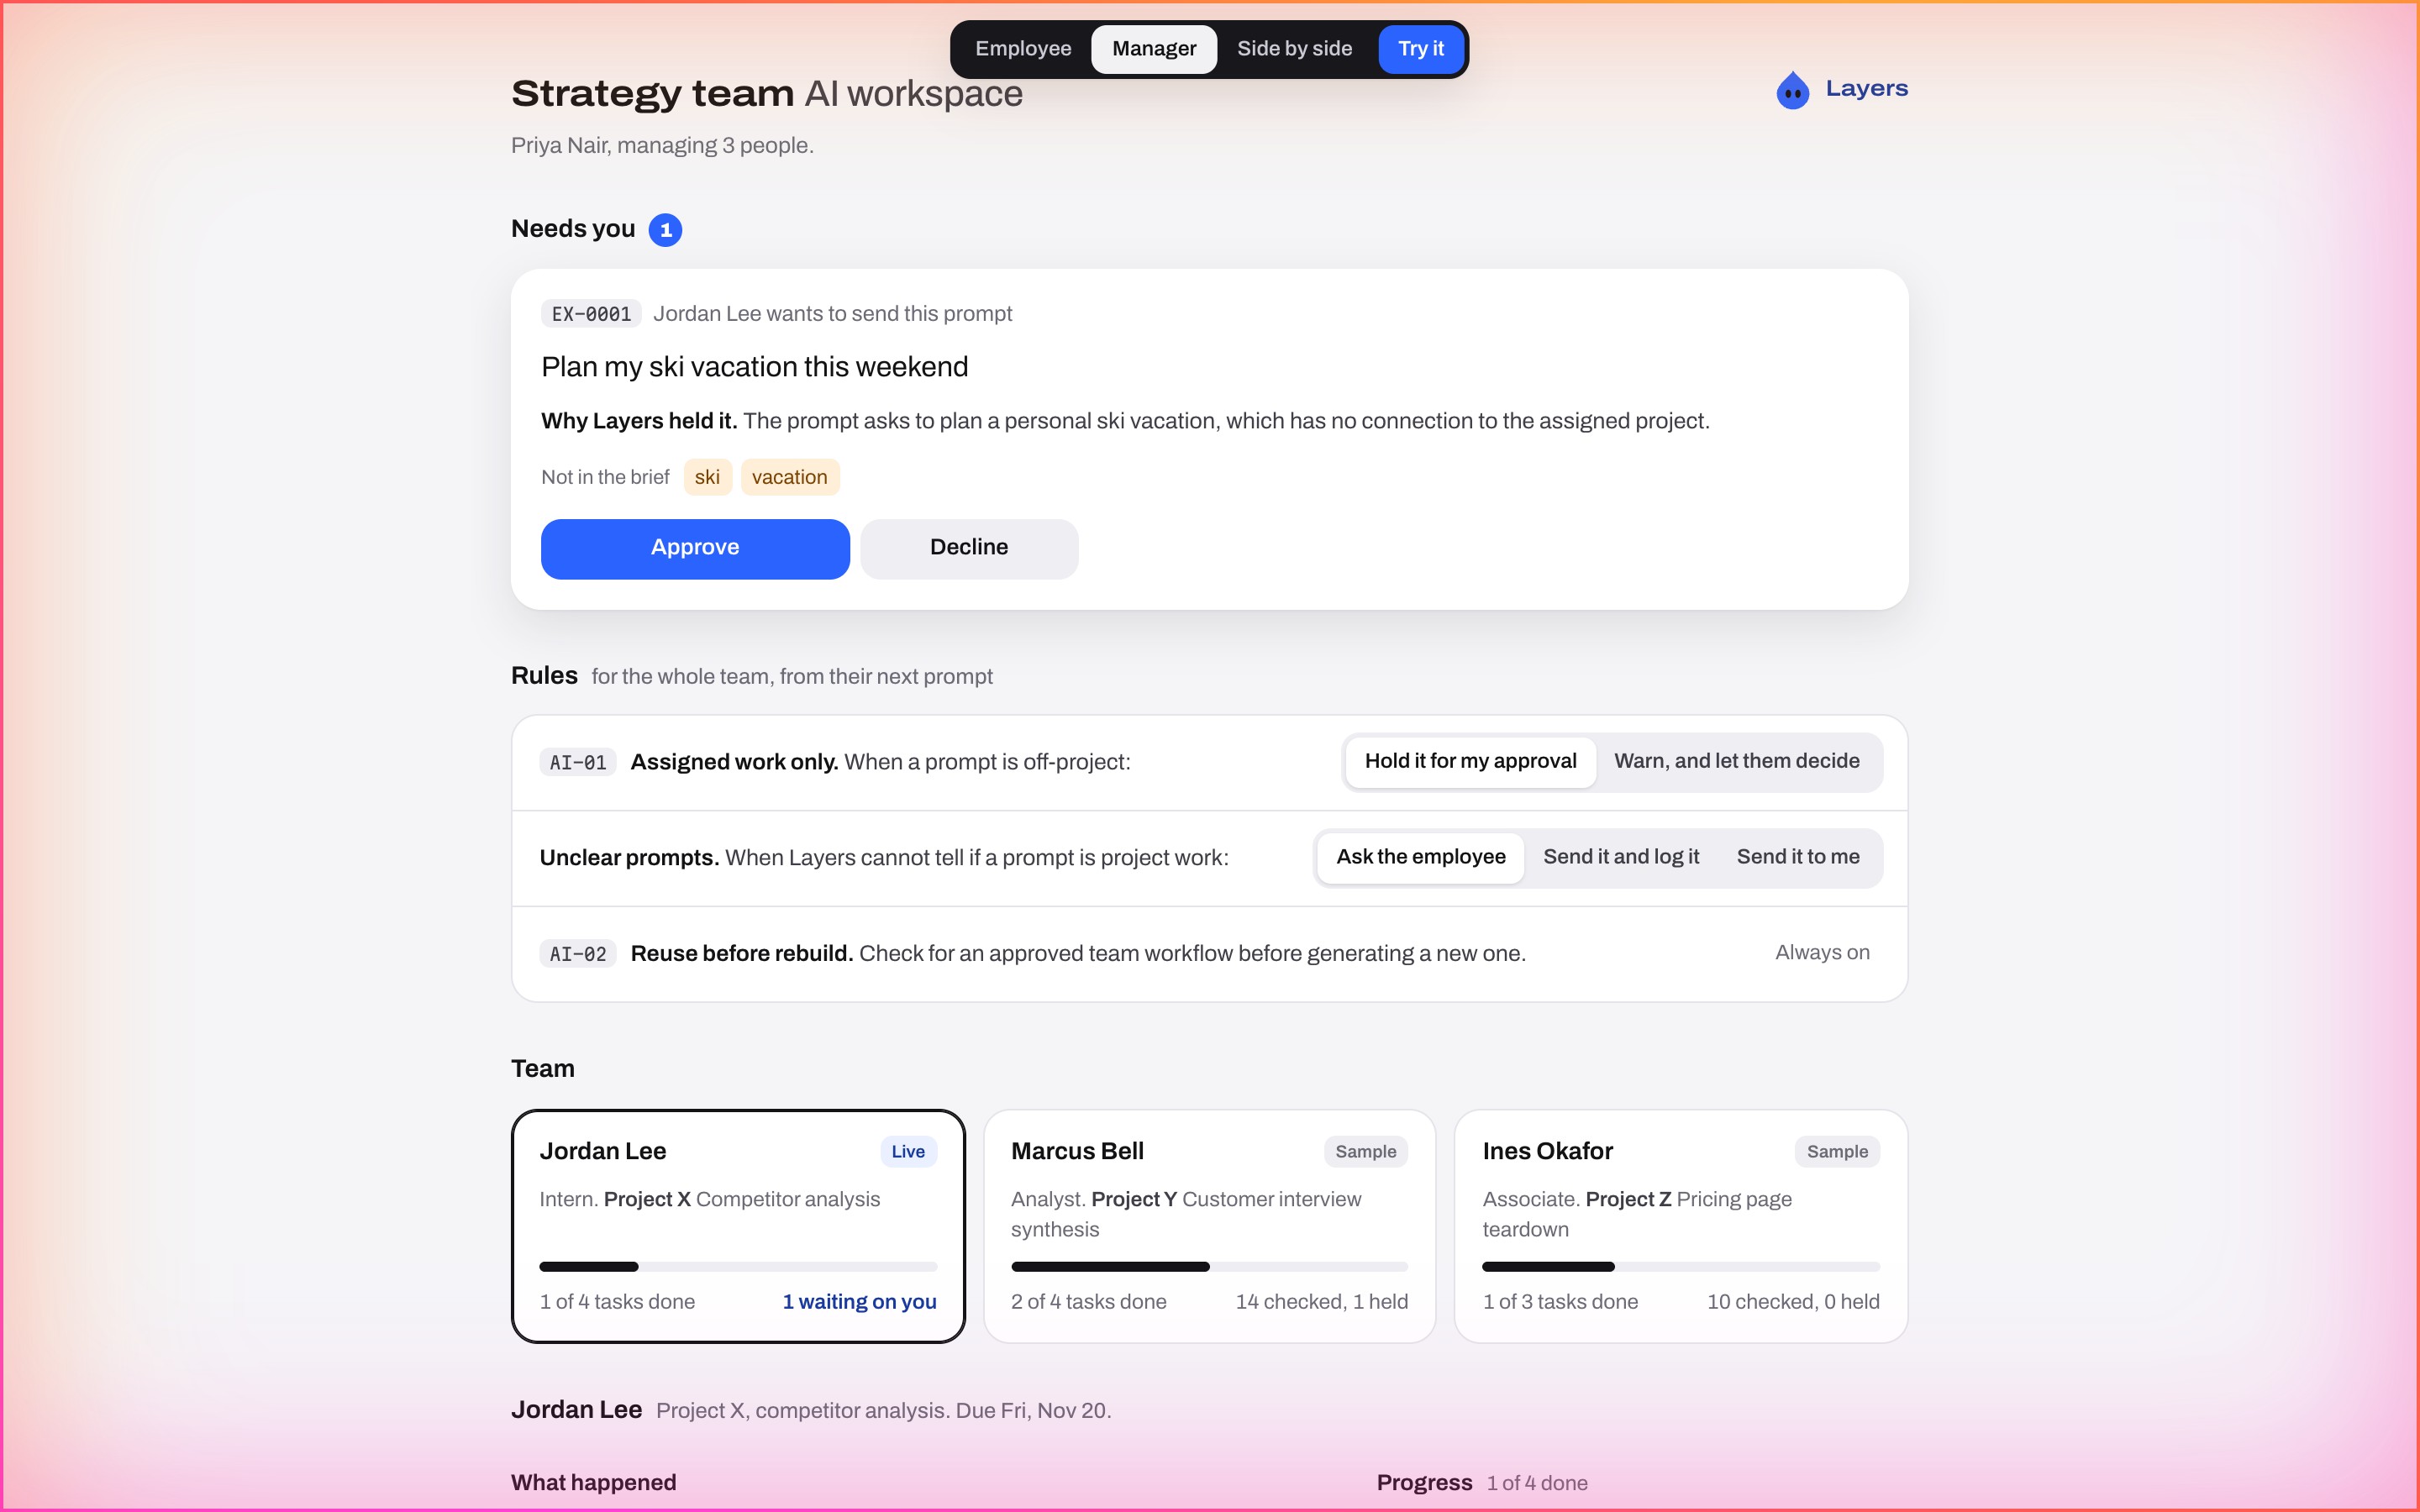 Employee Manager Side by side Try it
Strategy team AI workspace
Layers
Priya Nair, managing 3 people.
Needs you 1
EX-0001 Jordan Lee wants to send this prompt
Plan my ski vacation this weekend
Why Layers held it. The prompt asks to plan a personal ski vacation, which has no connection to the assigned project.
Not in the brief ski vacation
Approve Decline
Rules for the whole team, from their next prompt
AI-01 Assigned work only. When a prompt is off-project: Hold it for my approval Warn, and let them decide
Unclear prompts. When Layers cannot tell if a prompt is project work: Ask the employee Send it and log it Send it to me
AI-02 Reuse before rebuild. Check for an approved team workflow before generating a new one. Always on
Team
Jordan Lee Live
Intern. Project X Competitor analysis
1 of 4 tasks done 1 waiting on you
Marcus Bell Sample
Analyst. Project Y Customer interview
synthesis
2 of 4 tasks done 14 checked, 1 held
Ines Okafor Sample
Associate. Project Z Pricing page
teardown
1 of 3 tasks done 10 checked, 0 held
Jordan Lee Project X, competitor analysis. Due Fri, Nov 20.
What happened
Progress 1 of 4 done